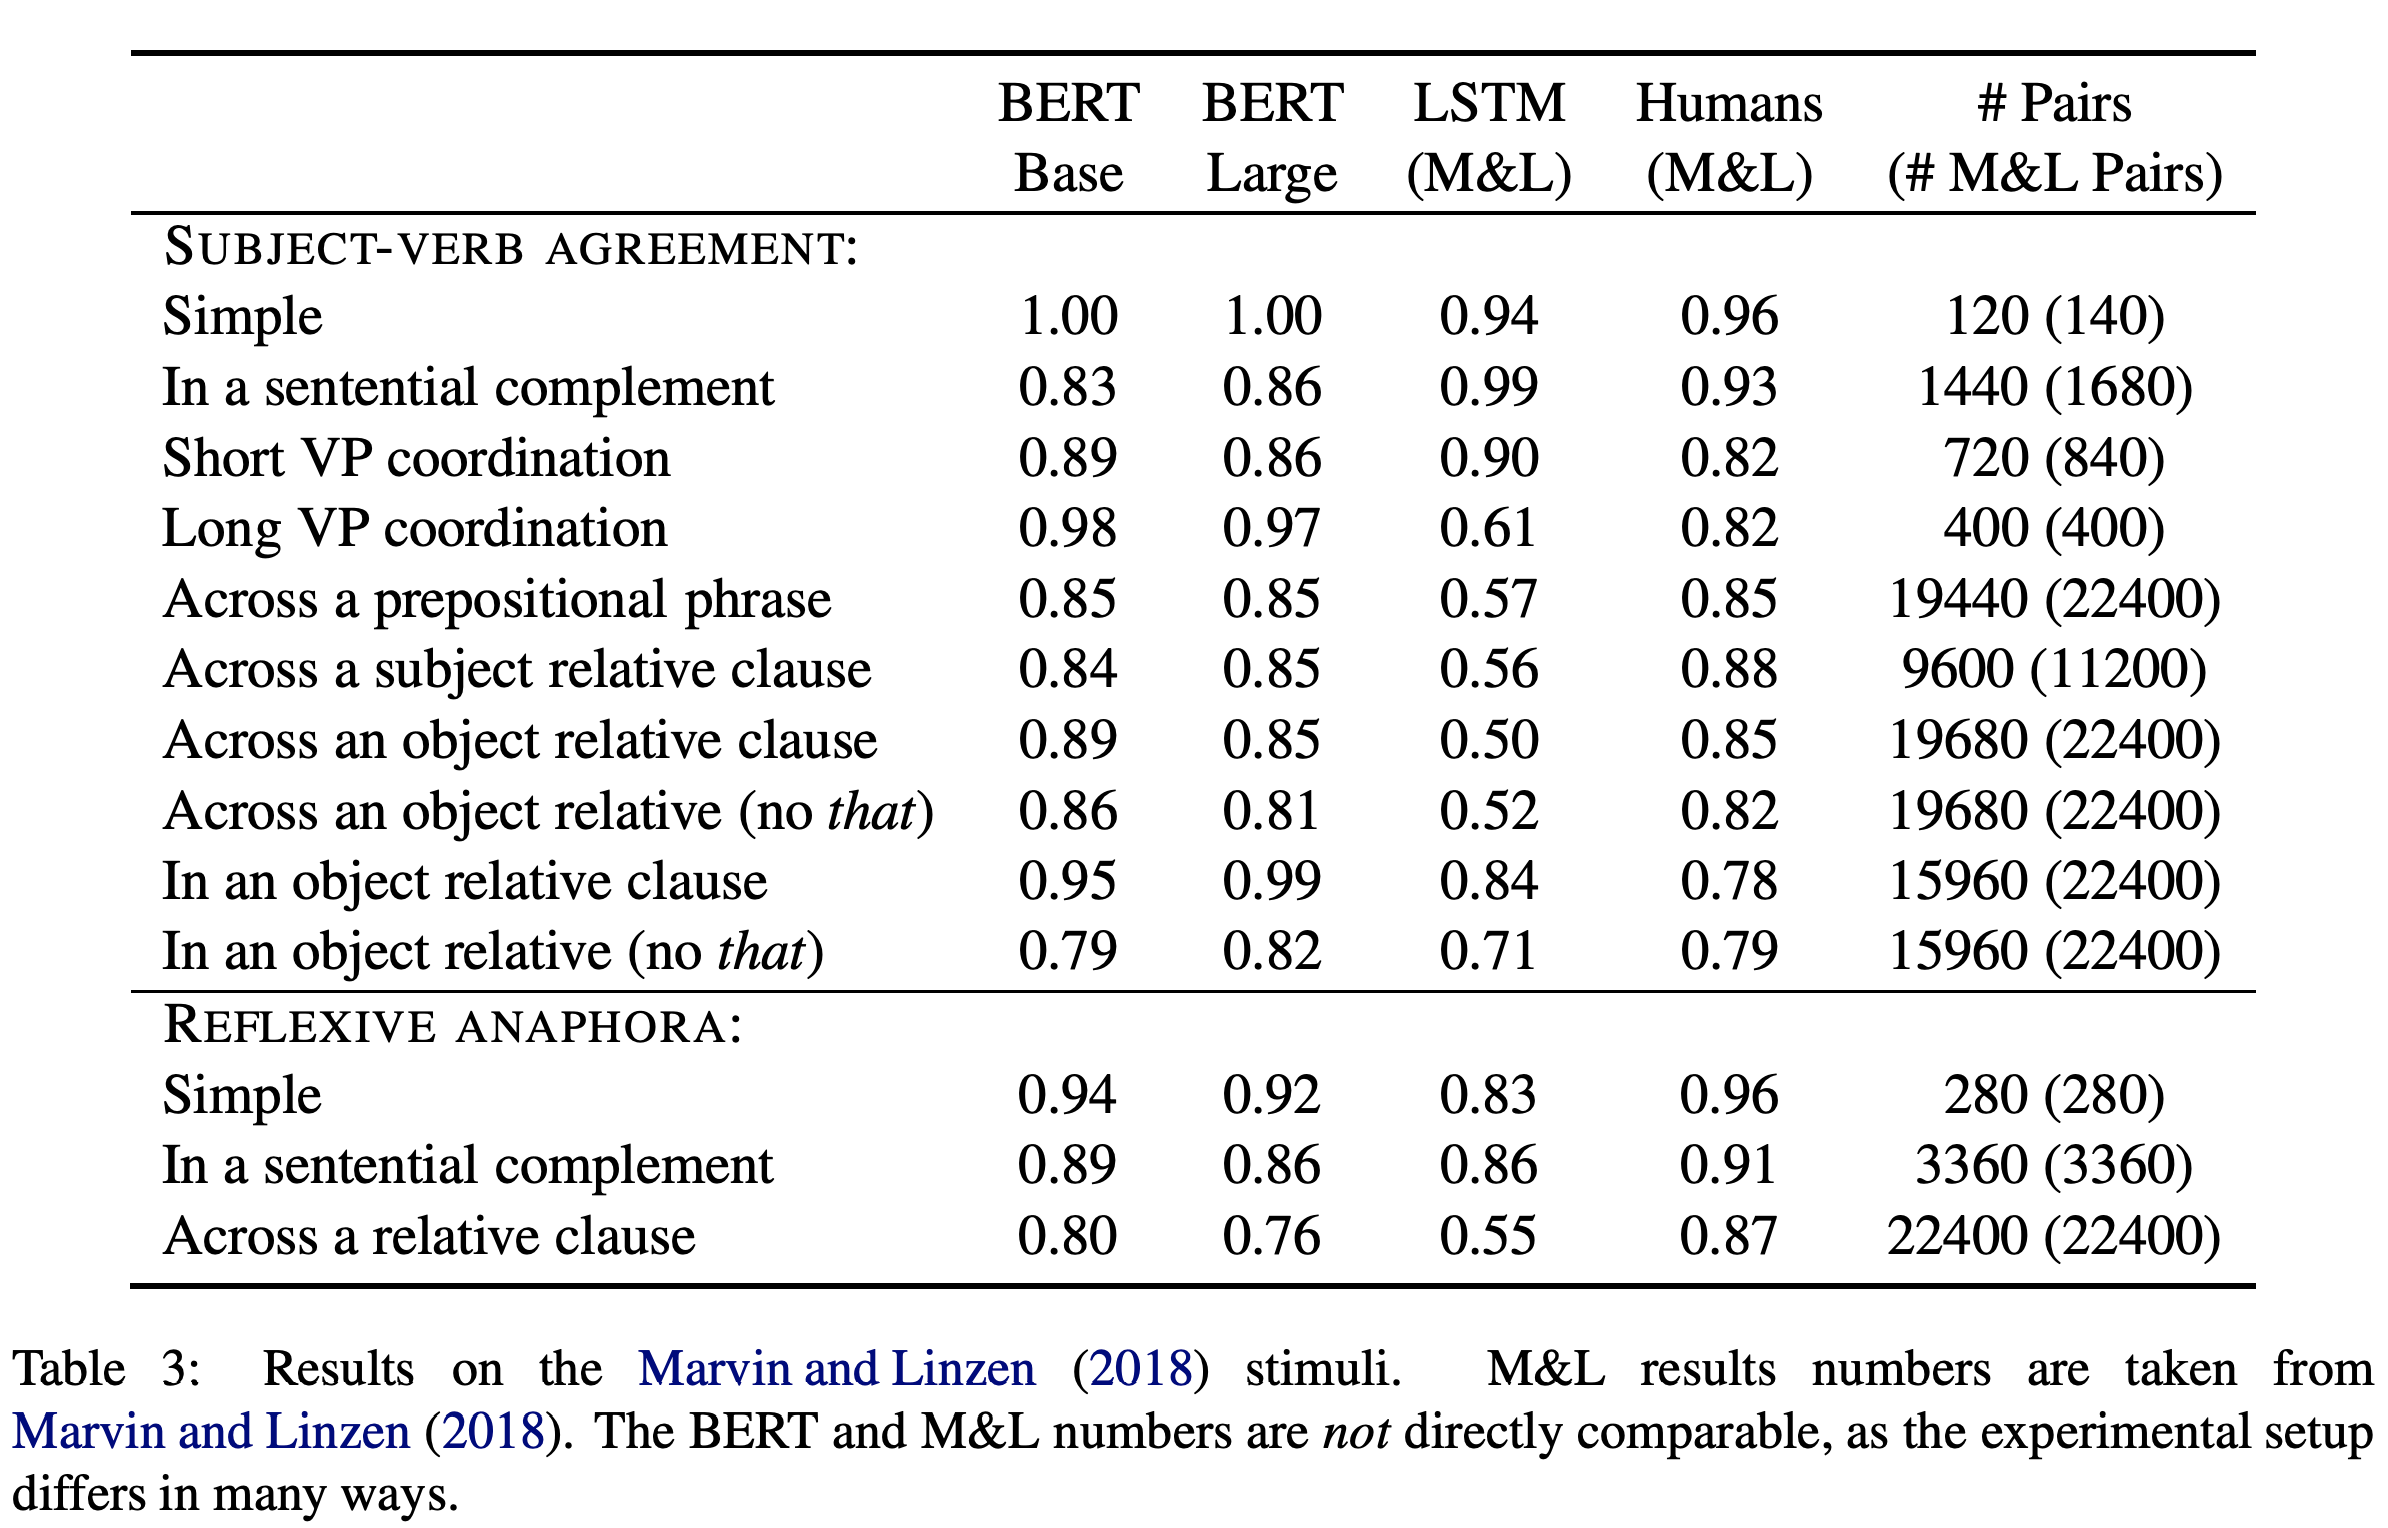 BERT BERT LSTM Humans # Pairs
Base Large (M&L) (M&L) (# M&L Pairs)
SUBJECT-VERB AGREEMENT:
Simple 1.00 1.00 0.94 0.96 120 (140)
In a sentential complement 0.83 0.86 0.99 0.93 1440 (1680)
Short VP coordination 0.89 0.86 0.90 0.82 720 (840)
Long VP coordination 0.98 0.97 0.61 0.82 400 (400)
Across a prepositional phrase 0.85 0.85 0.57 0.85 19440 (22400)
Across a subject relative clause 0.84 0.85 0.56 0.88 9600 (11200)
Across an object relative clause 0.89 0.85 0.50 0.85 19680 (22400)
Across an object relative (no that) 0.86 0.81 0.52 0.82 19680 (22400)
In an object relative clause 0.95 0.99 0.84 0.78 15960 (22400)
In an object relative (no that) 0.79 0.82 0.71 0.79 15960 (22400)
REFLEXIVE ANAPHORA:
Simple 0.94 0.92 0.83 0.96 280 (280)
In a sentential complement 0.89 0.86 0.86 0.91 3360 (3360)
Across a relative clause 0.80 0.76 0.55 0.87 22400 (22400)
Table 3: Results on the Marvin and Linzen (2018) stimuli. M&L results numbers are taken from
Marvin and Linzen (2018). The BERT and M&L numbers are not directly comparable, as the experimental setup
differs in many ways.